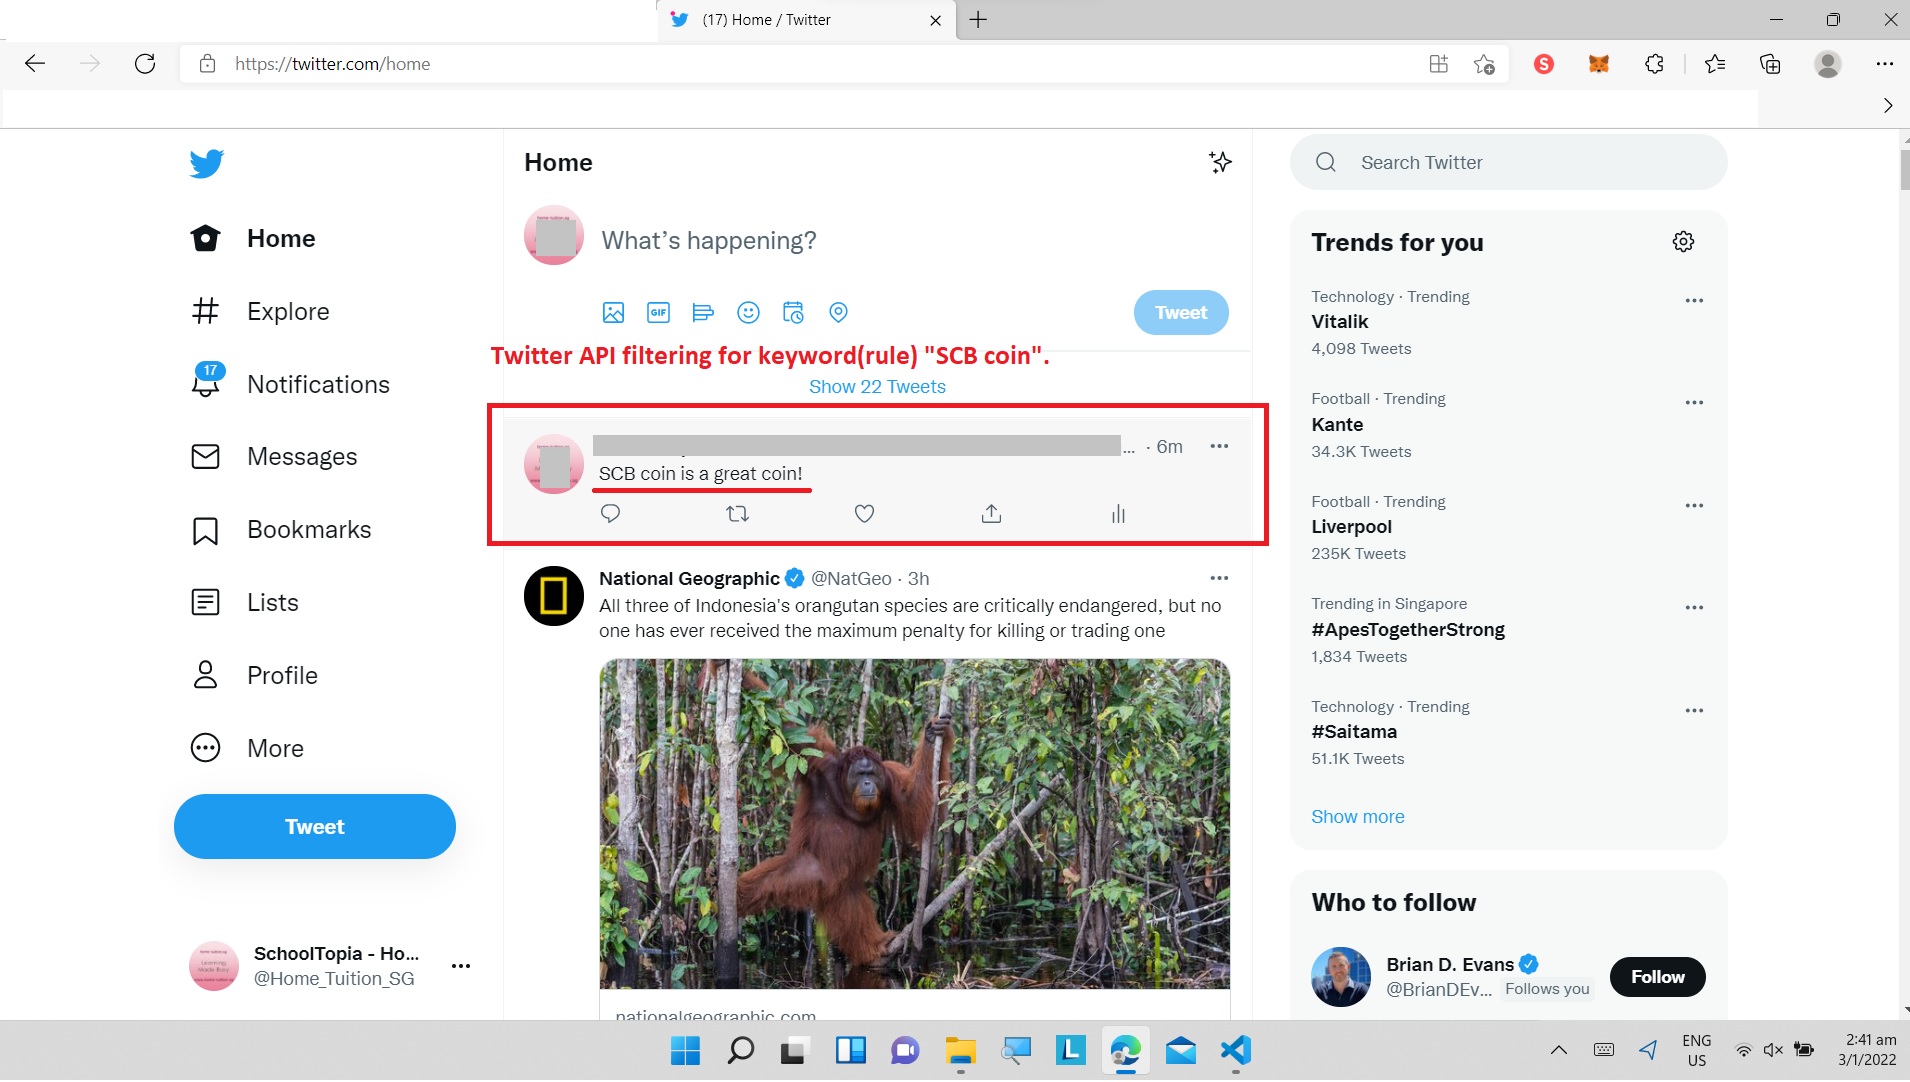 (17) Home / Twitter
https://twitter.com/home
Home
Explore
17
Notifications
Messages
Bookmarks
Lists
Profile
More
Tweet
SchoolTopia - Ho...
@Home_Tuition_SG
Home
What's happening?
GIF
Tweet
Twitter API filtering for keyword(rule) "SCB coin".
Show 22 Tweets
... · 6m
SCB coin is a great coin!
National Geographic @NatGeo · 3h
All three of Indonesia's orangutan species are critically endangered, but no
one has ever received the maximum penalty for killing or trading one
nationalgeographic.com
Search Twitter
Trends for you
Technology · Trending
Vitalik
4,098 Tweets
Football · Trending
Kante
34.3K Tweets
Football · Trending
Liverpool
235K Tweets
Trending in Singapore
#ApesTogetherStrong
1,834 Tweets
Technology · Trending
#Saitama
51.1K Tweets
Show more
Who to follow
Brian D. Evans
@BrianDEv... Follows you
Follow
ENG
US
2:41 am
3/1/2022